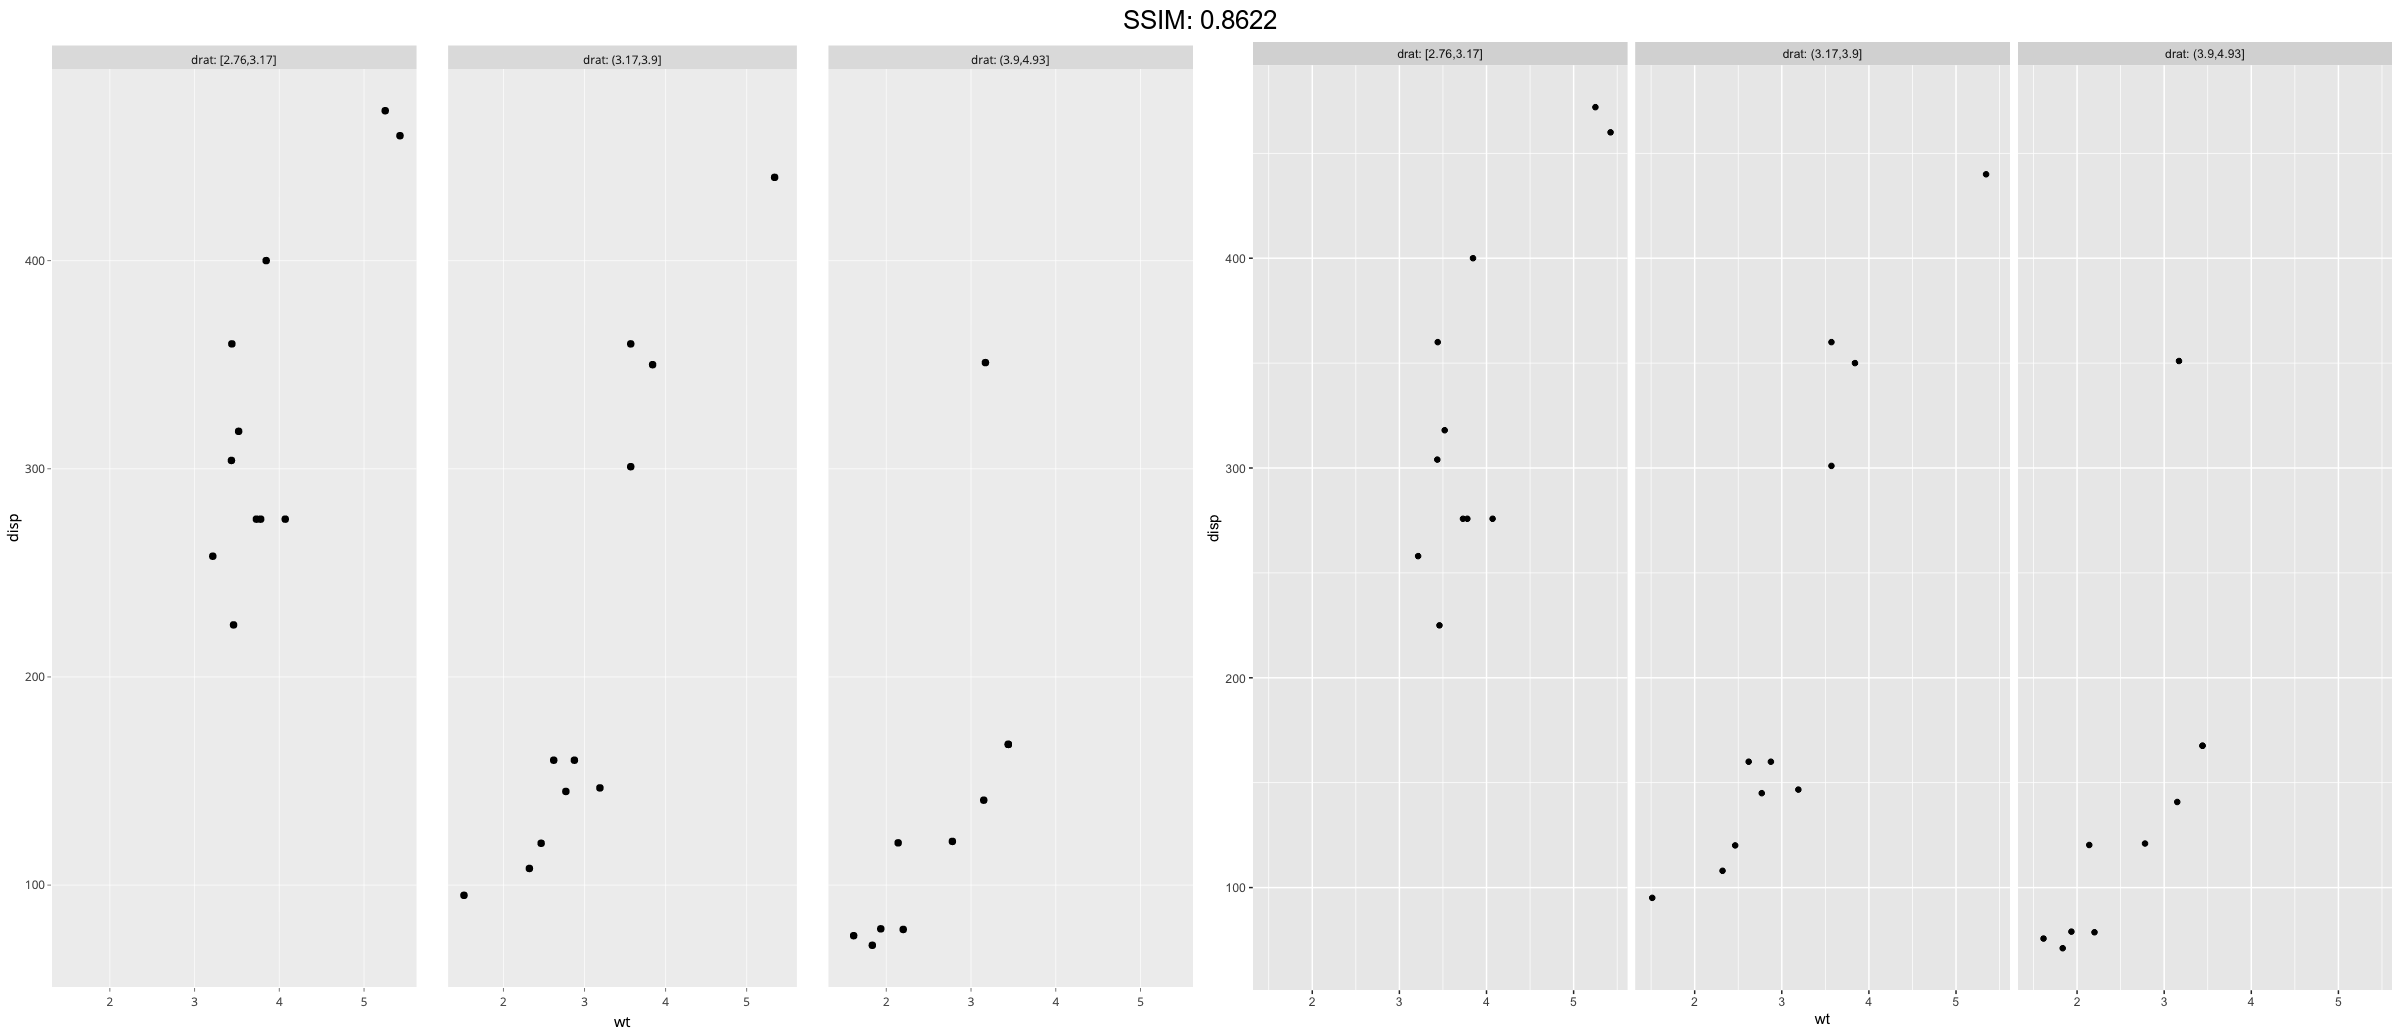 SSIM: 0.8622
drat: [2.76,3.17]
drat: (3.17,3.9]
drat: (3.9,4.93]
400
300
200
100
disp
2 3 4 5
2 3 4 5
2 3 4 5
wt
drat: [2.76,3.17]
drat: (3.17,3.9]
drat: (3.9,4.93]
400
300
200
100
disp
2 3 4 5
2 3 4 5
2 3 4 5
wt